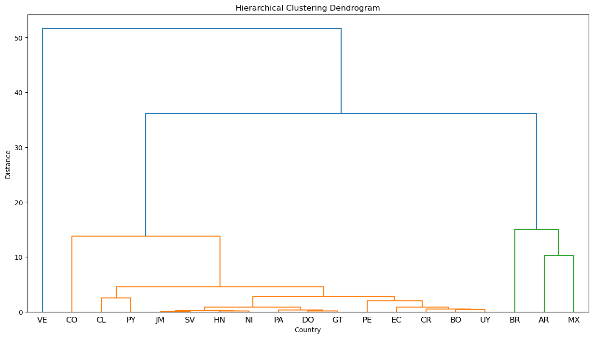 Hierarchical Clustering Dendrogram
Distance
50
40
30
20
10
0
VE CO CL PY JM SV HN NI PA DO GT PE EC CR BO UY BR AR MX
Country